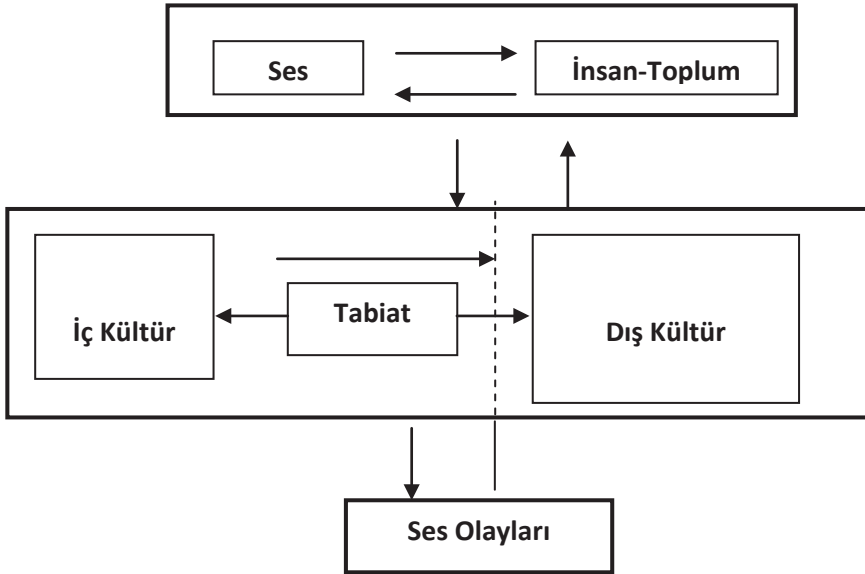 Ses
İnsan-Toplum
İç Kültür
Tabiat
Dış Kültür
Ses Olayları